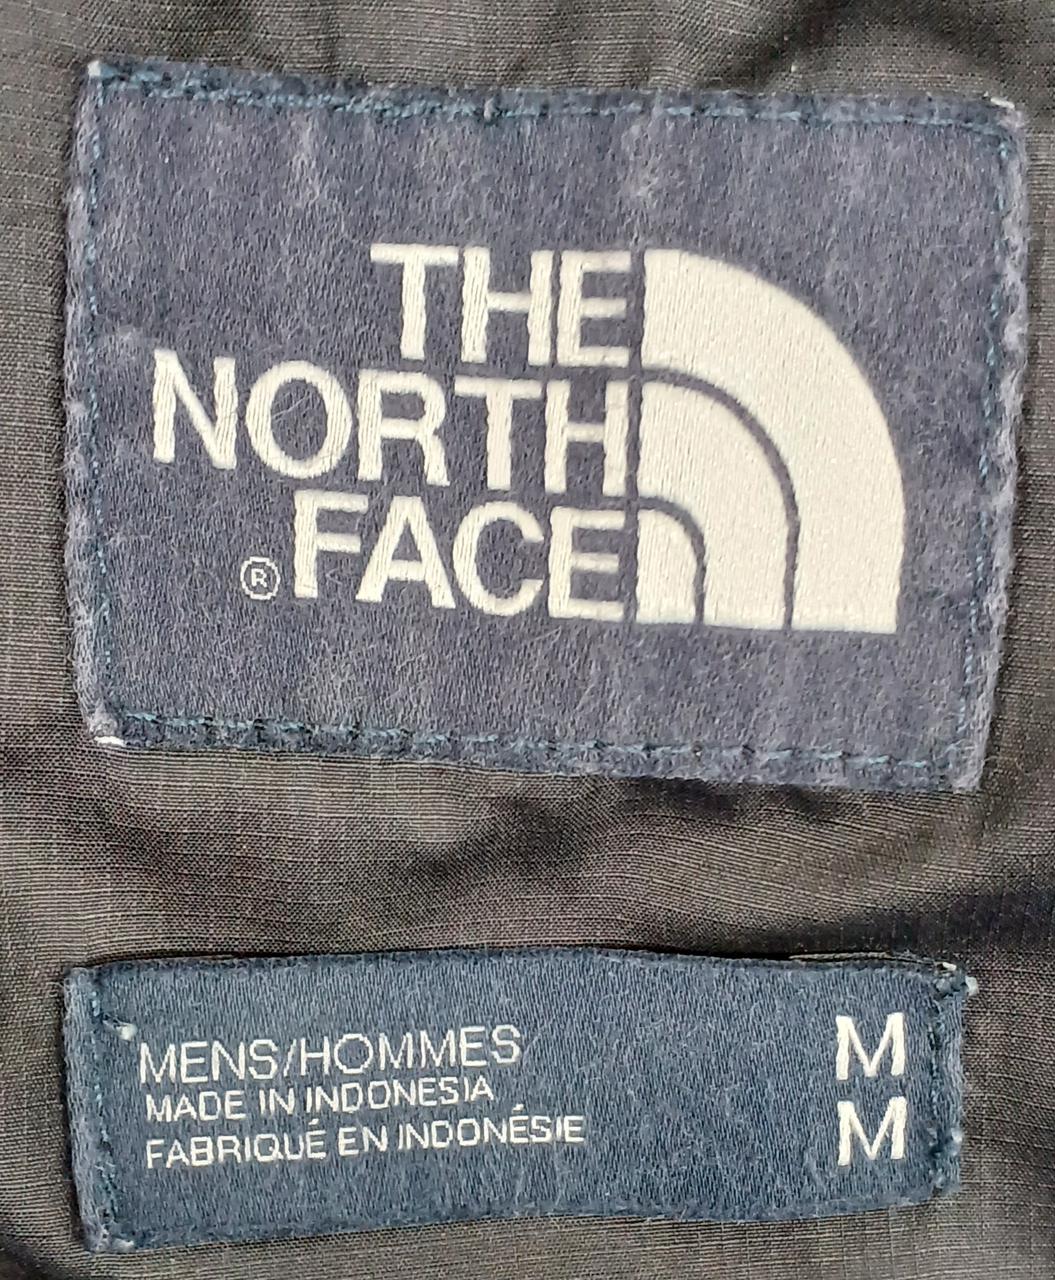 THE
NORTH
® FACE
MENS/HOMMES M
MADE IN INDONESIA
FABRIQUÉ EN INDONÉSIE M